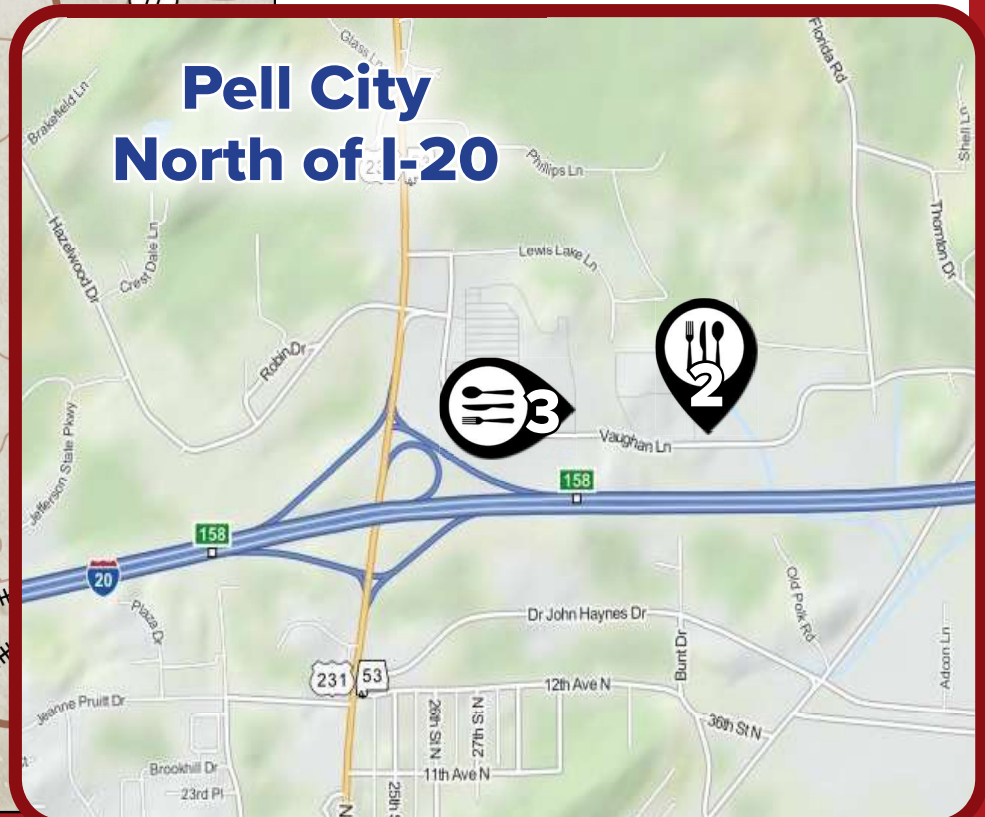 Pell City
North of I-20
Glass Ln
Florida Rd
Brakefield Ln
Shell Ln
Phillips Ln
Thornton Dr
Hazelwood Dr
Crest Dale Ln
Lewis Lake Ln
Robin Dr
2
3
Vaughan Ln
Jefferson State Pkwy
158
158
20
Plaza Dr
Old Polk Rd
Dr John Haynes Dr
Bunt Dr
Adcon Ln
231
53
12th Ave N
Jeanne Pruitt Dr
26th St N
27th St N
36th St N
Brookhill Dr
11th Ave N
23rd Pl
25th S
N